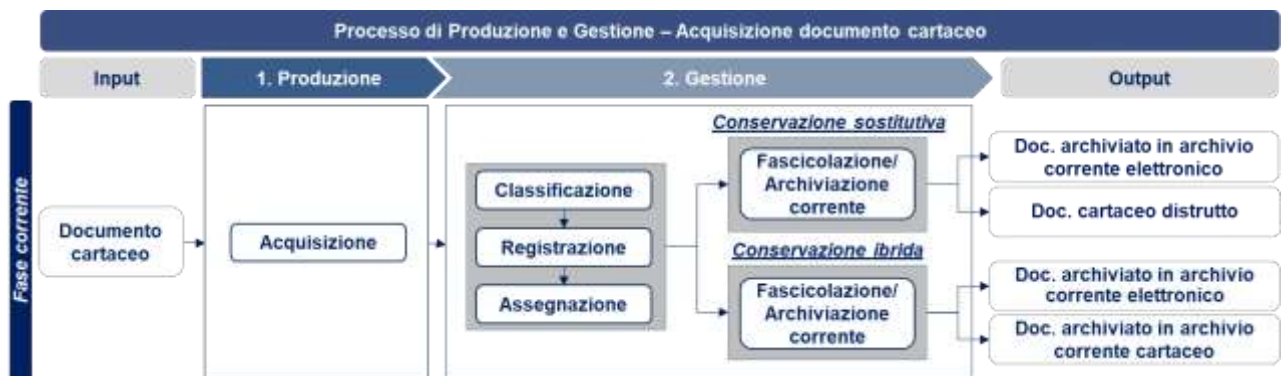 Processo di Produzione e Gestione – Acquisizione documento cartaceo
Input
1. Produzione
2. Gestione
Output
Fase corrente
Documento
cartaceo
Acquisizione
Classificazione
Registrazione
Assegnazione
Conservazione sostitutiva
Fascicolazione/
Archiviazione
corrente
Conservazione ibrida
Fascicolazione/
Archiviazione
corrente
Doc. archiviato in archivio
corrente elettronico
Doc. cartaceo distrutto
Doc. archiviato in archivio
corrente elettronico
Doc. archiviato in archivio
corrente cartaceo